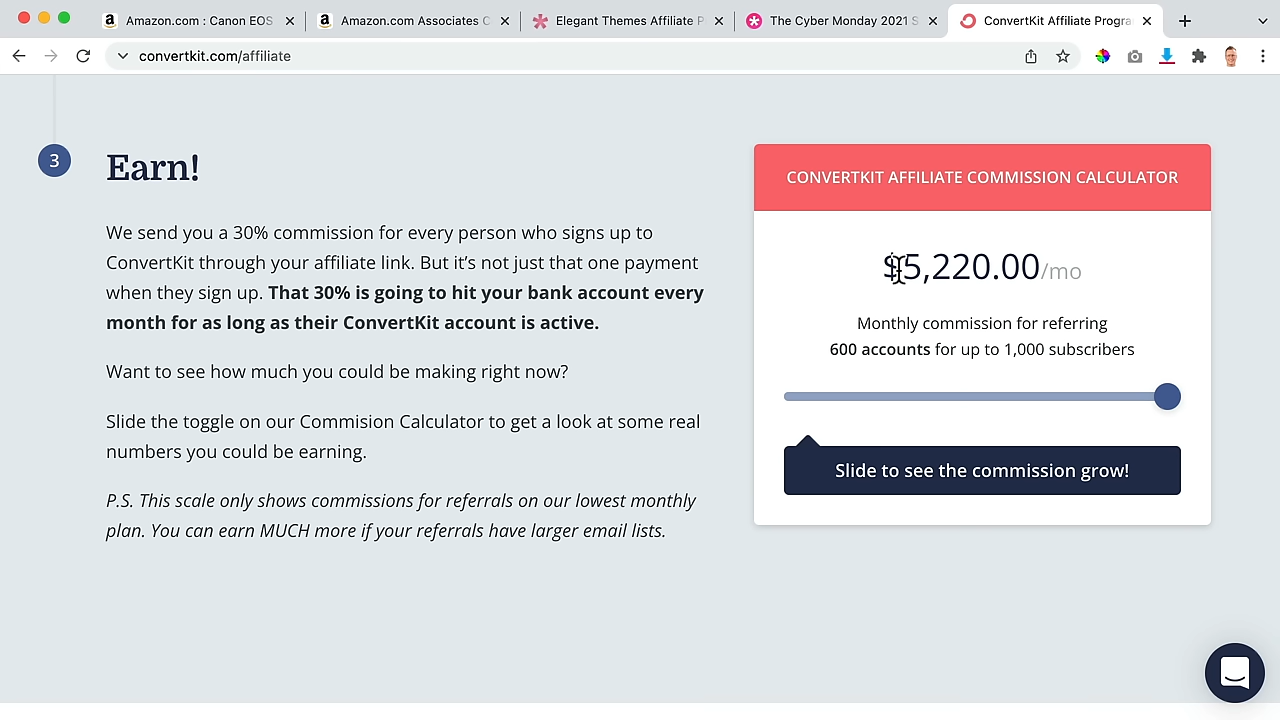 Amazon.com : Canon EOS
Amazon.com Associates C
Elegant Themes Affiliate P
The Cyber Monday 2021 S
ConvertKit Affiliate Progra
convertkit.com/affiliate
3
Earn!
We send you a 30% commission for every person who signs up to
ConvertKit through your affiliate link. But it’s not just that one payment
when they sign up. That 30% is going to hit your bank account every
month for as long as their ConvertKit account is active.
Want to see how much you could be making right now?
Slide the toggle on our Commision Calculator to get a look at some real
numbers you could be earning.
P.S. This scale only shows commissions for referrals on our lowest monthly
plan. You can earn MUCH more if your referrals have larger email lists.
CONVERTKIT AFFILIATE COMMISSION CALCULATOR
$5,220.00/mo
Monthly commission for referring
600 accounts for up to 1,000 subscribers
Slide to see the commission grow!